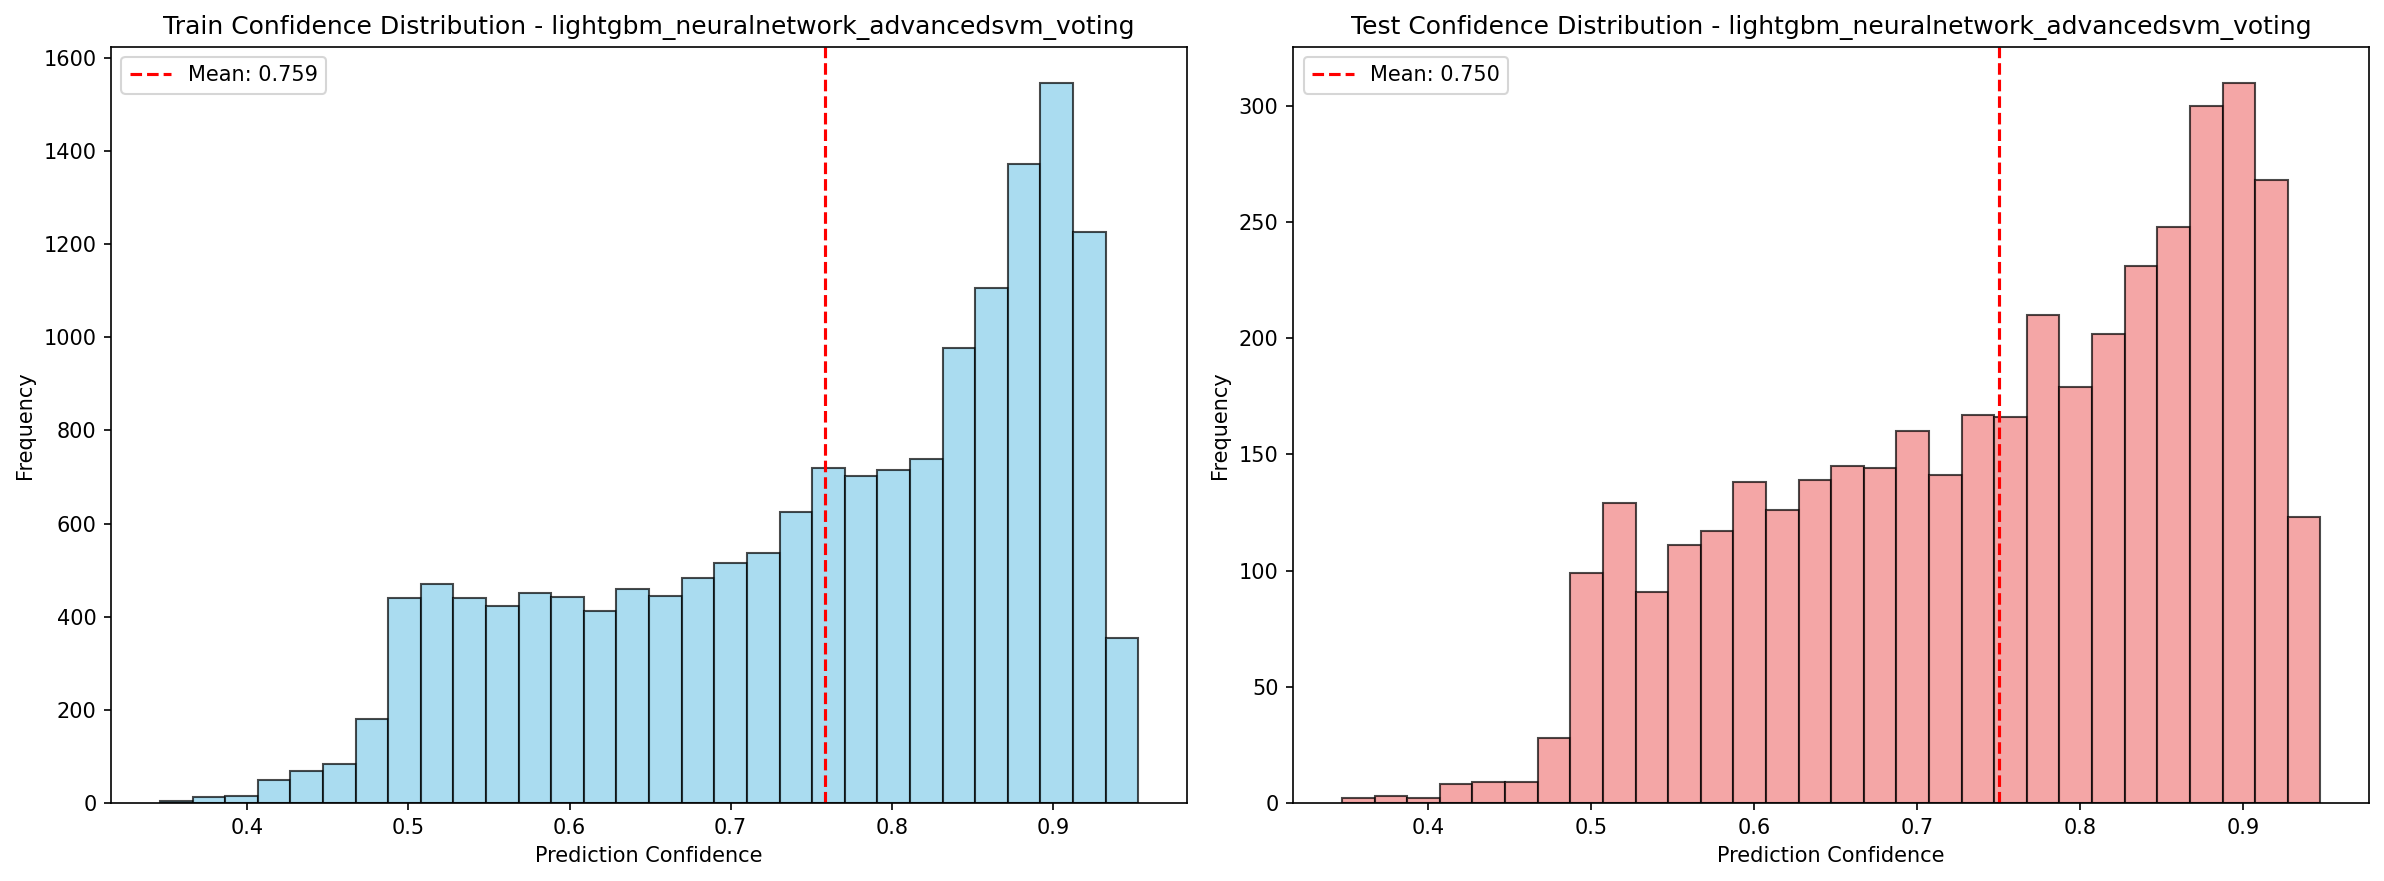 Train Confidence Distribution - lightgbm_neuralnetwork_advancedsvm_voting
Mean: 0.759
Frequency
1600
1400
1200
1000
800
600
400
200
0
0.4 0.5 0.6 0.7 0.8 0.9
Prediction Confidence
Test Confidence Distribution - lightgbm_neuralnetwork_advancedsvm_voting
Mean: 0.750
Frequency
300
250
200
150
100
50
0
0.4 0.5 0.6 0.7 0.8 0.9
Prediction Confidence